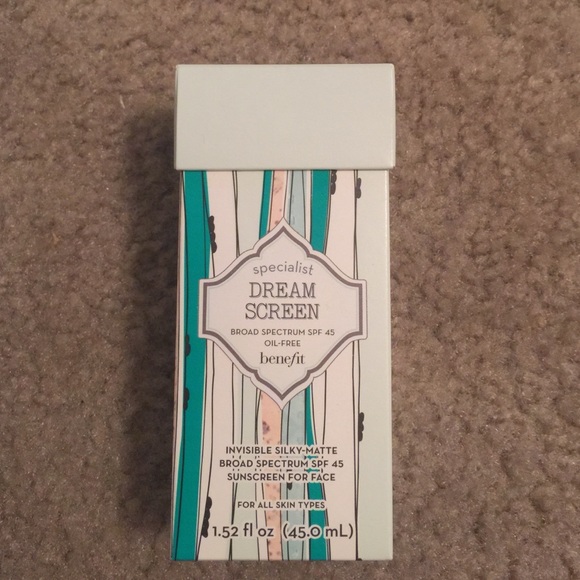 specialist
DREAM
SCREEN
BROAD SPECTRUM SPF 45
OIL-FREE
benefit
INVISIBLE SILKY-MATTE
BROAD SPECTRUM SPF 45
SUNSCREEN FOR FACE
FOR ALL SKIN TYPES
1.52 fl oz (45.0 mL)